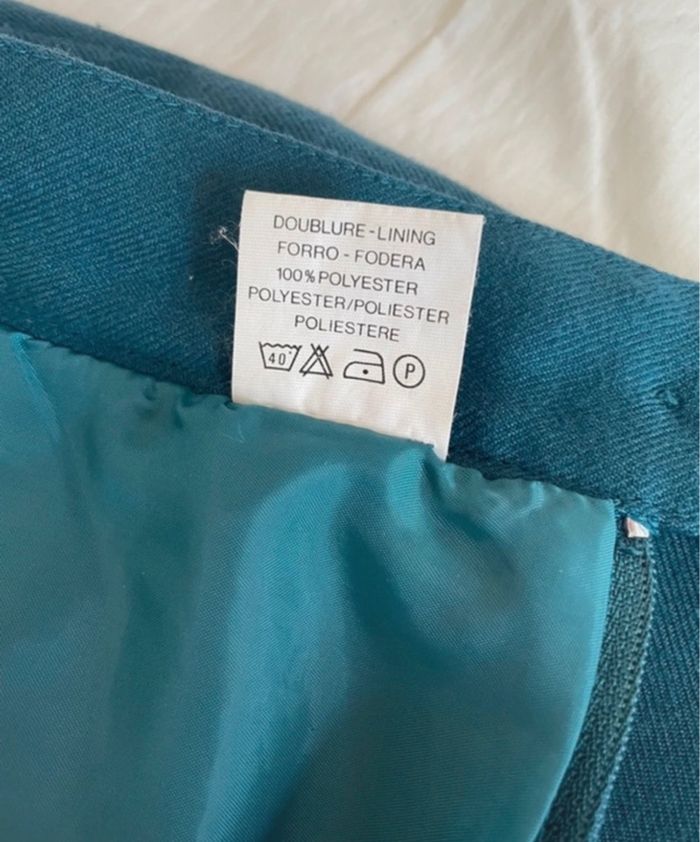 DOUBLURE-LINING
FORRO - FODERA
100% POLYESTER
POLYESTER/POLIESTER
POLIESTERE
40° P